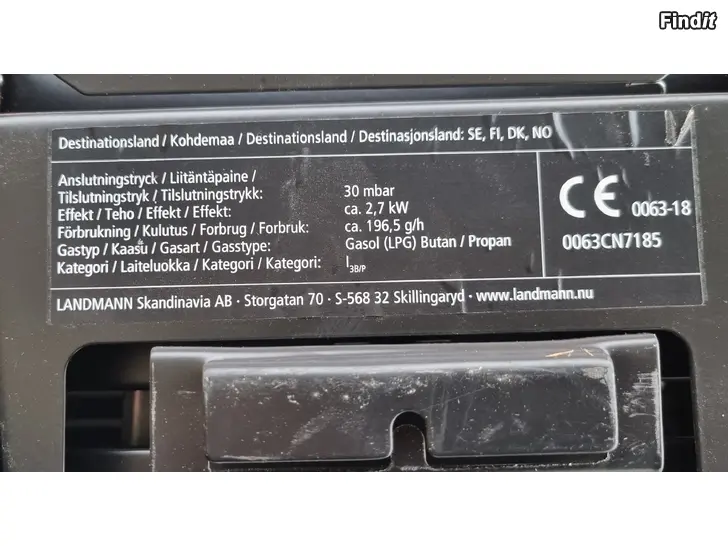 Findit
Destinationsland / Kohdemaa / Destinationsland / Destinasjonsland: SE, FI, DK, NO
Anslutningstryck / Liitäntäpaine /
Tilslutningstryk / Tilslutningstrykk: 30 mbar
Effekt / Teho / Effekt / Effekt: ca. 2,7 kW
Förbrukning / Kulutus / Forbrug / Forbruk: ca. 196,5 g/h
Gastyp / Kaasu / Gasart / Gasstype: Gasol (LPG) Butan / Propan
Kategori / Laiteluokka / Kategori / Kategori: I3B/P
CE 0063-18
0063CN7185
LANDMANN Skandinavia AB · Storgatan 70 · S-568 32 Skillingaryd · www.landmann.nu